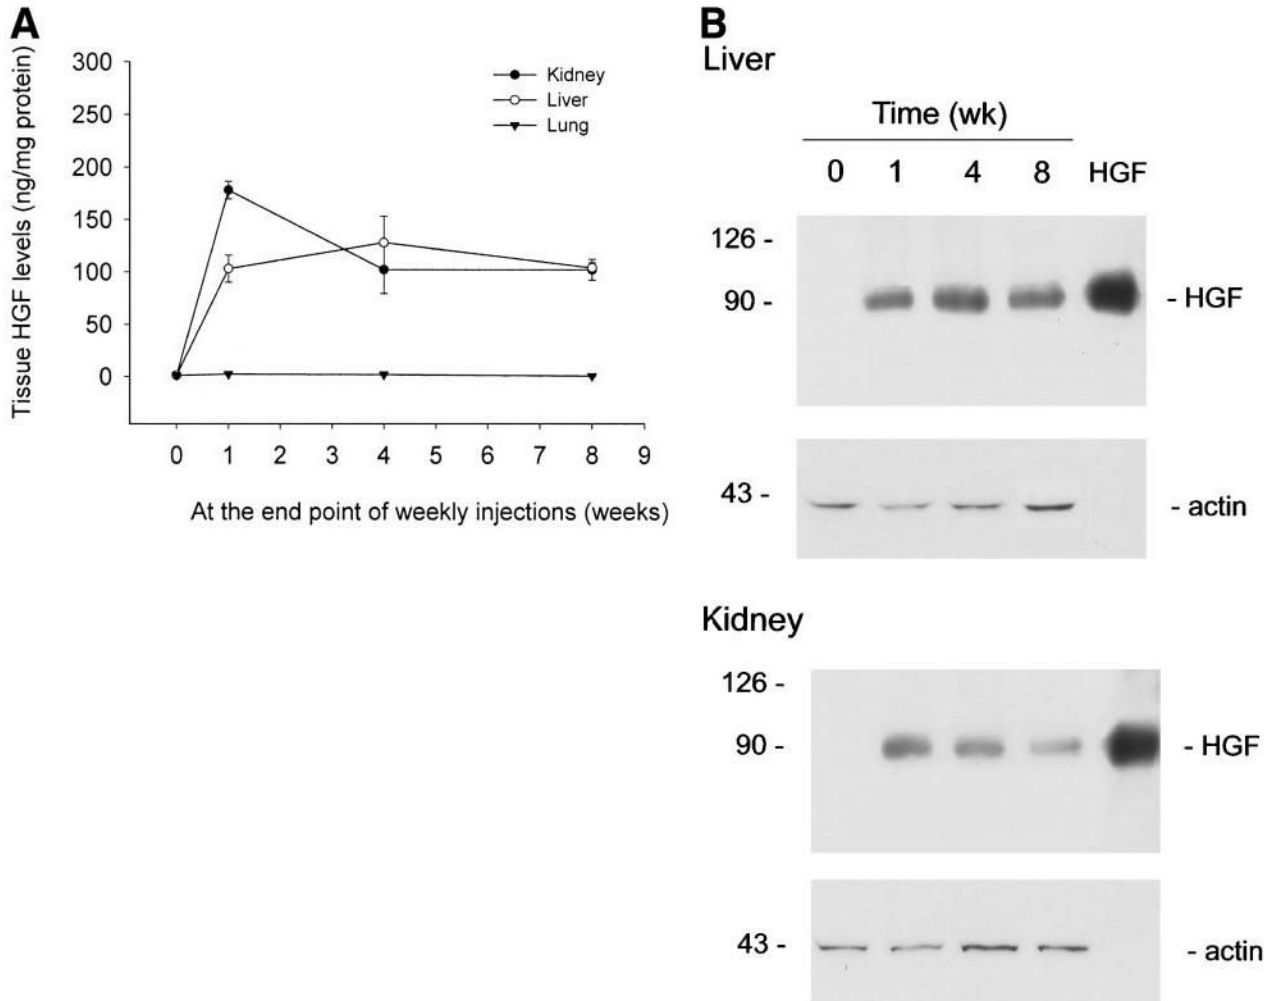 A
Tissue HGF levels (ng/mg protein)
300
250
200
150
100
50
0
Kidney
Liver
Lung
0 1 2 3 4 5 6 7 8 9
At the end point of weekly injections (weeks)
B
Liver
Time (wk)
0 1 4 8 HGF
126 -
90 - - HGF
43 - - actin
Kidney
126 -
90 - - HGF
43 - - actin